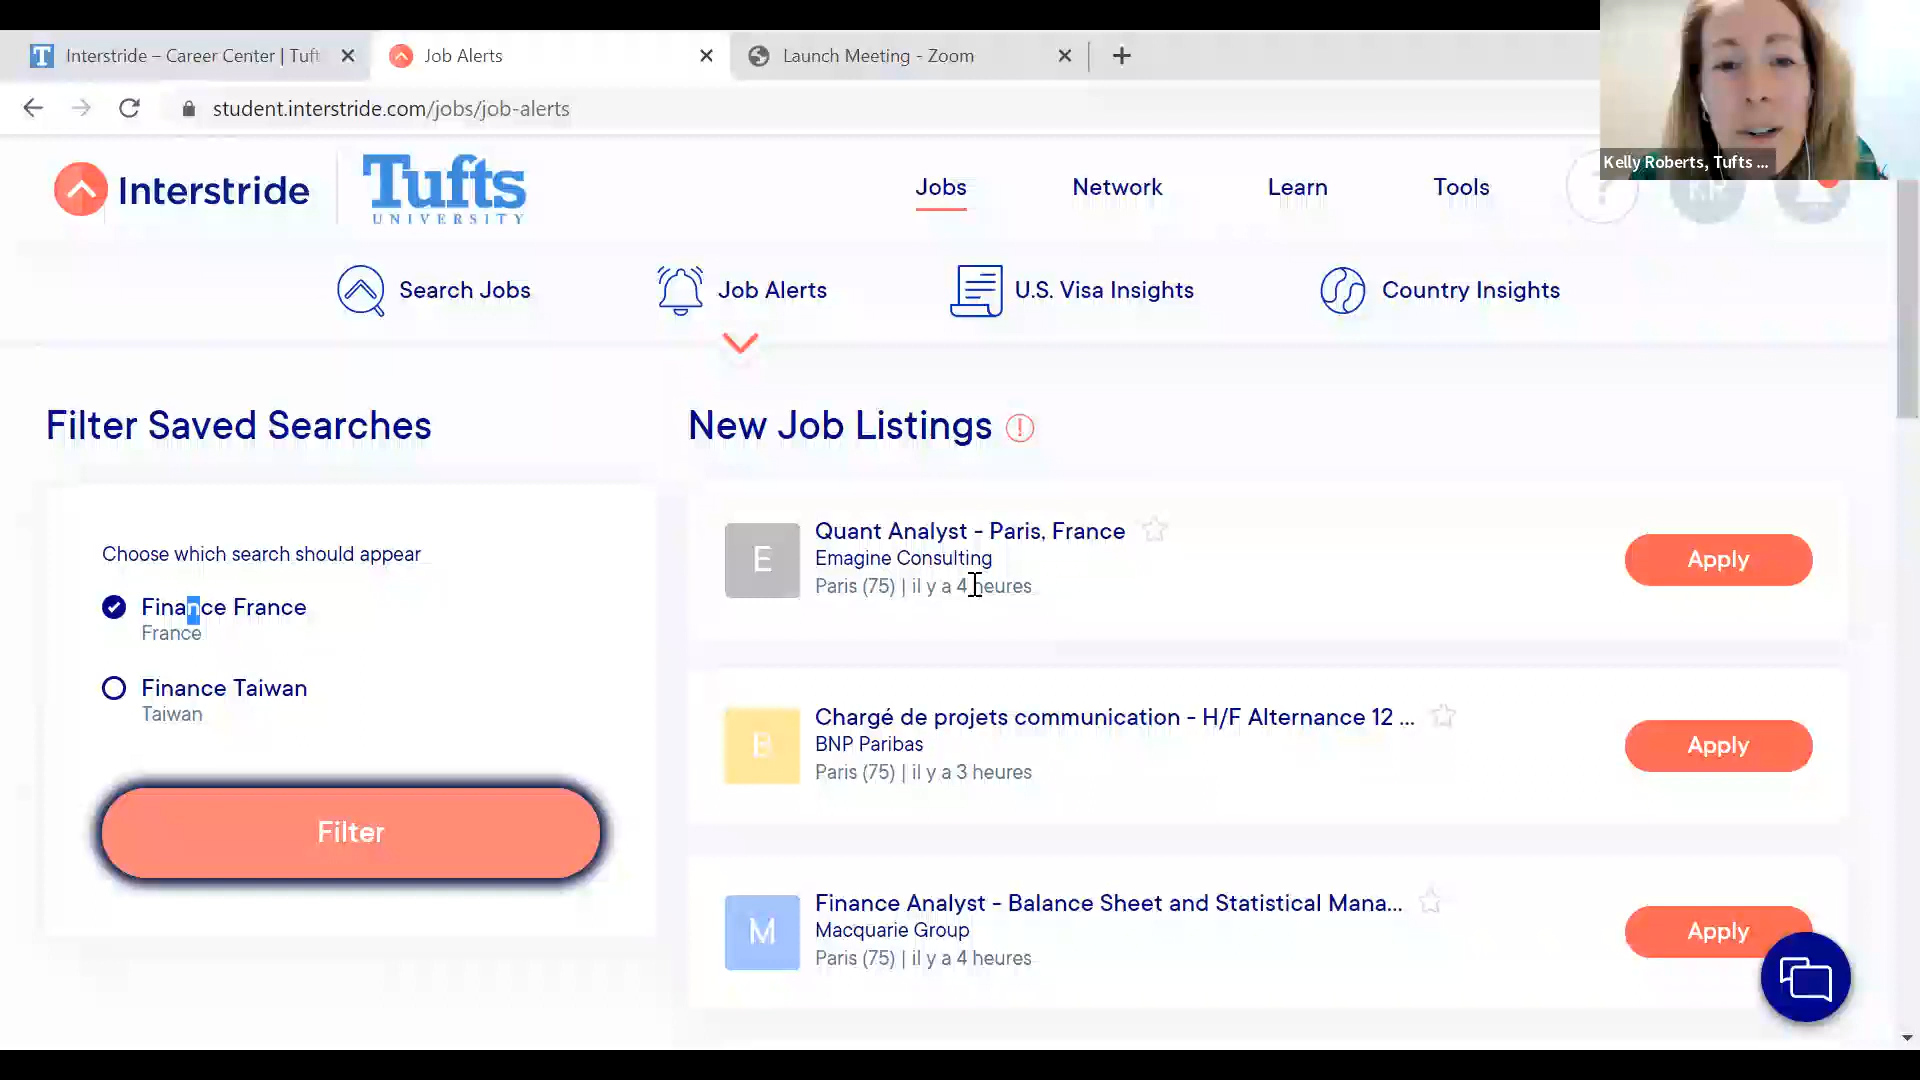 Interstride – Career Center | Tuft
Job Alerts
Launch Meeting - Zoom
student.interstride.com/jobs/job-alerts
Kelly Roberts, Tufts ...
Interstride
Tufts
UNIVERSITY
Jobs
Network
Learn
Tools
?
KR
Search Jobs
Job Alerts
U.S. Visa Insights
Country Insights
Filter Saved Searches
Choose which search should appear
Finance France
France
Finance Taiwan
Taiwan
Filter
New Job Listings
E
Quant Analyst - Paris, France
Emagine Consulting
Paris (75) | il y a 4 heures
Apply
B
Chargé de projets communication - H/F Alternance 12 ...
BNP Paribas
Paris (75) | il y a 3 heures
Apply
M
Finance Analyst - Balance Sheet and Statistical Mana...
Macquarie Group
Paris (75) | il y a 4 heures
Apply